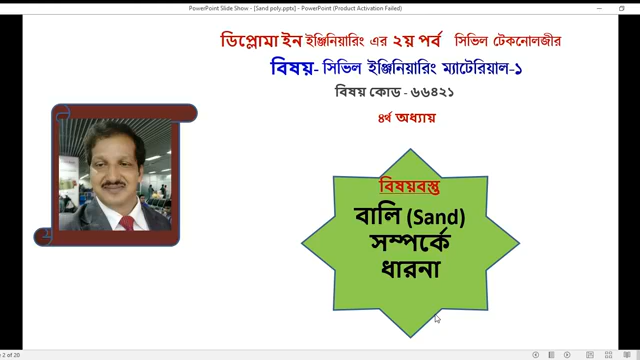 PowerPoint Slide Show - [Sand poly.pptx] - PowerPoint (Product Activation Failed)
ডিপ্লোমা ইন ইঞ্জিনিয়ারিং এর ২য় পর্ব সিভিল টেকনোলজীর
বিষয়- সিভিল ইঞ্জিনিয়ারিং ম্যাটেরিয়াল-১
বিষয় কোড - ৬৬৪২১
৪র্থ অধ্যায়
বিষয়বস্তু
বালি (Sand)
সম্পর্কে
ধারনা
2 of 20